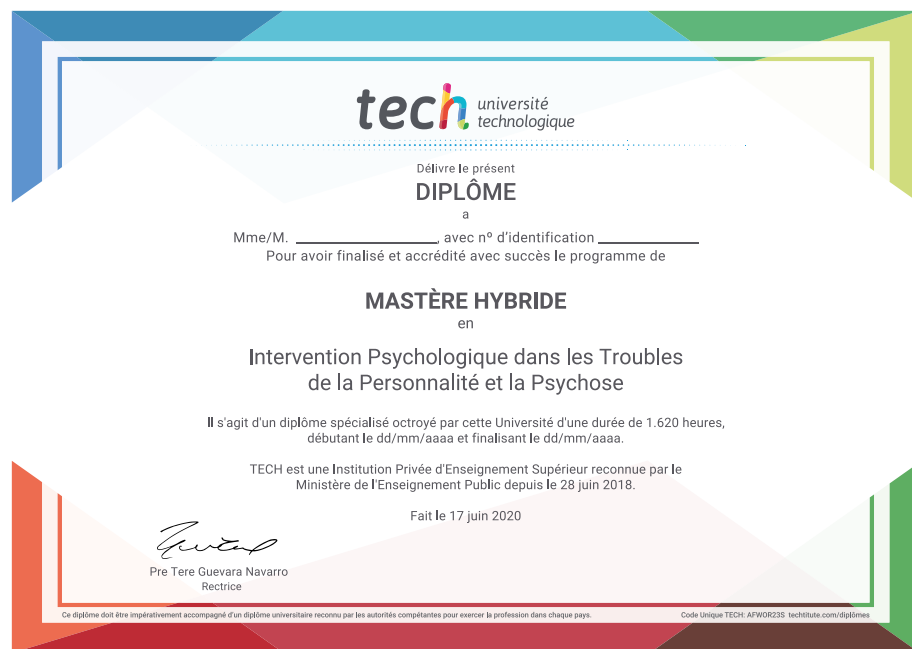 tech université
technologique
Délivre le présent
DIPLÔME
a
Mme/M. ____________, avec nº d'identification ____________
Pour avoir finalisé et accrédité avec succès le programme de
MASTÈRE HYBRIDE
en
Intervention Psychologique dans les Troubles
de la Personnalité et la Psychose
Il s'agit d'un diplôme spécialisé octroyé par cette Université d'une durée de 1.620 heures,
débutant le dd/mm/aaaa et finalisant le dd/mm/aaaa.
TECH est une Institution Privée d'Enseignement Supérieur reconnue par le
Ministère de l'Enseignement Public depuis le 28 juin 2018.
Fait le 17 juin 2020
Pre Tere Guevara Navarro
Rectrice
Ce diplôme doit être impérativement accompagné d'un diplôme universitaire reconnu par les autorités compétentes pour exercer la profession dans chaque pays.
Code Unique TECH: AFWOR23S techtitute.com/diplômes